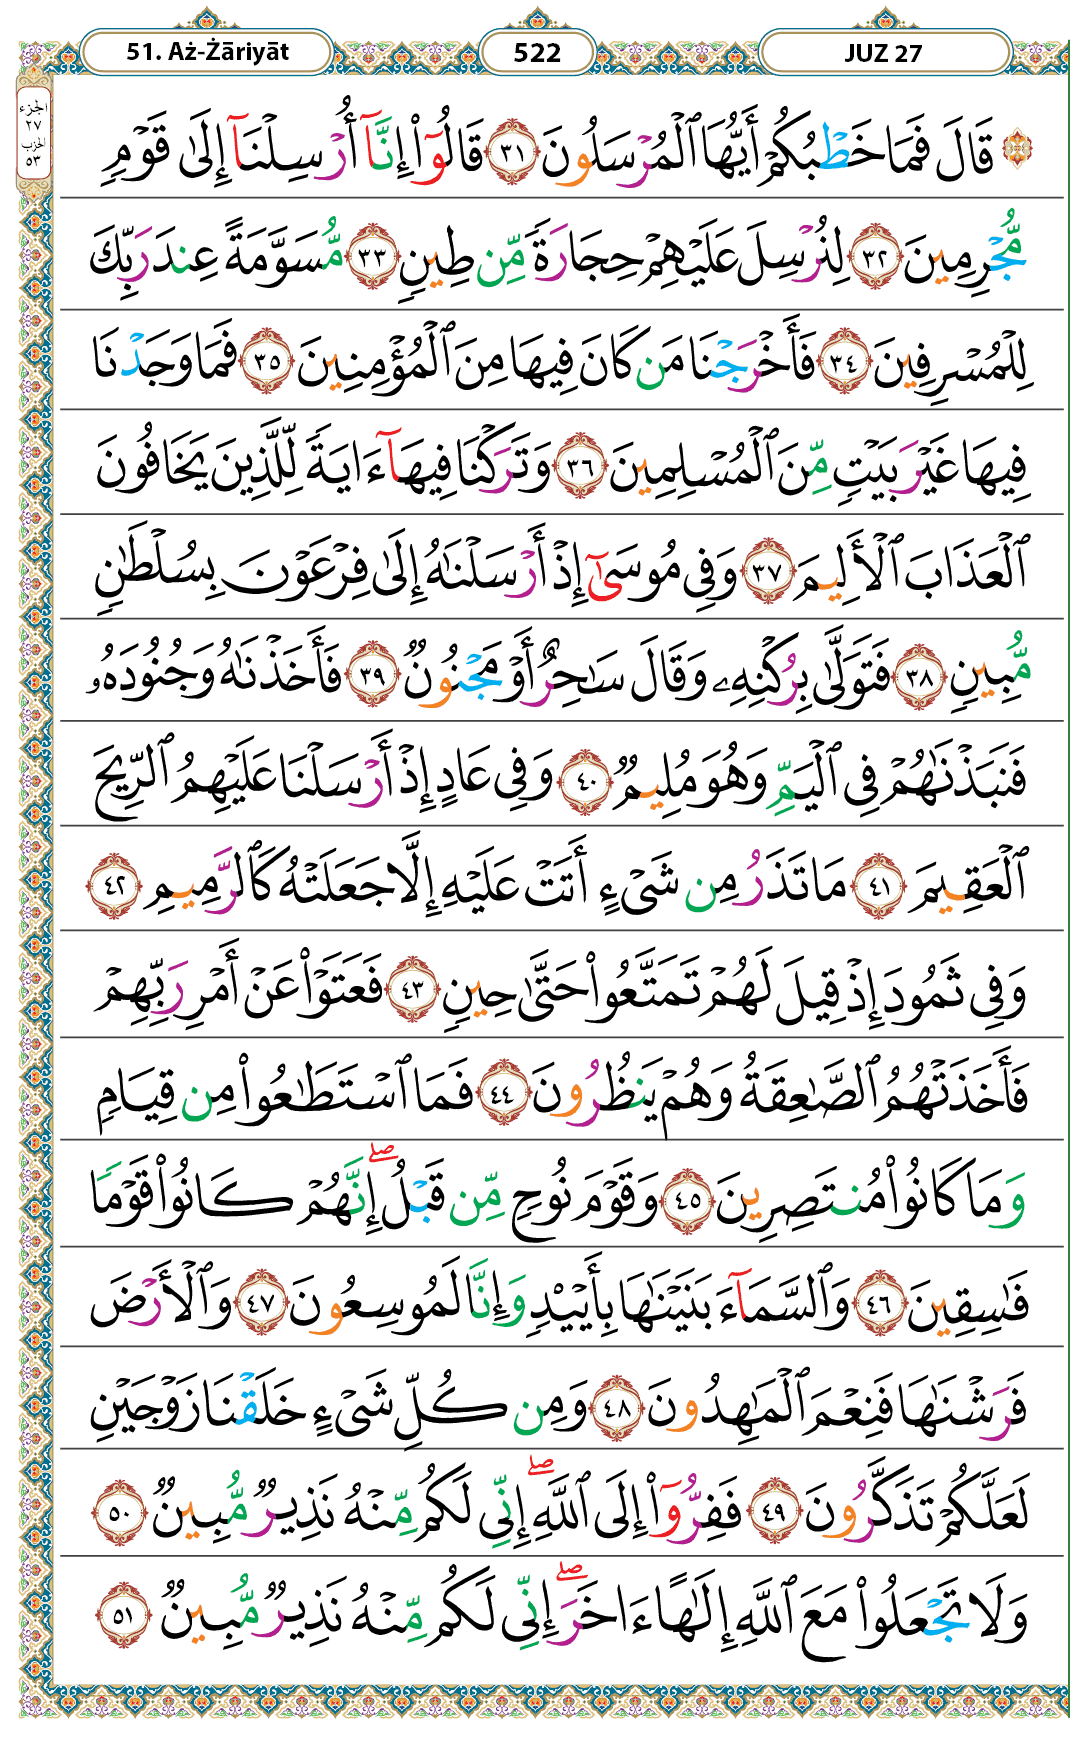 51. Aż-Żāriyāt
522
JUZ 27
الجزء
٢٧
الحزب
٥٣
۞ قَالَ فَمَا خَطْبُكُمْ أَيُّهَا ٱلْمُرْسَلُونَ ٣١ قَالُوٓا۟ إِنَّآ أُرْسِلْنَآ إِلَىٰ قَوْمٍ
مُّجْرِمِينَ ٣٢ لِنُرْسِلَ عَلَيْهِمْ حِجَارَةً مِّن طِينٍ ٣٣ مُّسَوَّمَةً عِندَ رَبِّكَ
لِلْمُسْرِفِينَ ٣٤ فَأَخْرَجْنَا مَن كَانَ فِيهَا مِنَ ٱلْمُؤْمِنِينَ ٣٥ فَمَا وَجَدْنَا
فِيهَا غَيْرَ بَيْتٍ مِّنَ ٱلْمُسْلِمِينَ ٣٦ وَتَرَكْنَا فِيهَآ ءَايَةً لِّلَّذِينَ يَخَافُونَ
ٱلْعَذَابَ ٱلْأَلِيمَ ٣٧ وَفِى مُوسَىٰٓ إِذْ أَرْسَلْنَـٰهُ إِلَىٰ فِرْعَوْنَ بِسُلْطَـٰنٍ
مُّبِينٍ ٣٨ فَتَوَلَّىٰ بِرُكْنِهِۦ وَقَالَ سَـٰحِرٌ أَوْ مَجْنُونٌ ٣٩ فَأَخَذْنَـٰهُ وَجُنُودَهُۥ
فَنَبَذْنَـٰهُمْ فِى ٱلْيَمِّ وَهُوَ مُلِيمٌ ٤٠ وَفِى عَادٍ إِذْ أَرْسَلْنَا عَلَيْهِمُ ٱلرِّيحَ
ٱلْعَقِيمَ ٤١ مَا تَذَرُ مِن شَىْءٍ أَتَتْ عَلَيْهِ إِلَّا جَعَلَتْهُ كَٱلرَّمِيمِ ٤٢
وَفِى ثَمُودَ إِذْ قِيلَ لَهُمْ تَمَتَّعُوا۟ حَتَّىٰ حِينٍ ٤٣ فَعَتَوْا۟ عَنْ أَمْرِ رَبِّهِمْ
فَأَخَذَتْهُمُ ٱلصَّـٰعِقَةُ وَهُمْ يَنظُرُونَ ٤٤ فَمَا ٱسْتَطَـٰعُوا۟ مِن قِيَامٍ
وَمَا كَانُوا۟ مُنتَصِرِينَ ٤٥ وَقَوْمَ نُوحٍ مِّن قَبْلُ ۖ إِنَّهُمْ كَانُوا۟ قَوْمًا
فَـٰسِقِينَ ٤٦ وَٱلسَّمَآءَ بَنَيْنَـٰهَا بِأَيْي۟دٍ وَإِنَّا لَمُوسِعُونَ ٤٧ وَٱلْأَرْضَ
فَرَشْنَـٰهَا فَنِعْمَ ٱلْمَـٰهِدُونَ ٤٨ وَمِن كُلِّ شَىْءٍ خَلَقْنَا زَوْجَيْنِ
لَعَلَّكُمْ تَذَكَّرُونَ ٤٩ فَفِرُّوٓا۟ إِلَى ٱللَّهِ ۖ إِنِّى لَكُم مِّنْهُ نَذِيرٌ مُّبِينٌ ٥٠
وَلَا تَجْعَلُوا۟ مَعَ ٱللَّهِ إِلَـٰهًا ءَاخَرَ ۖ إِنِّى لَكُم مِّنْهُ نَذِيرٌ مُّبِينٌ ٥١